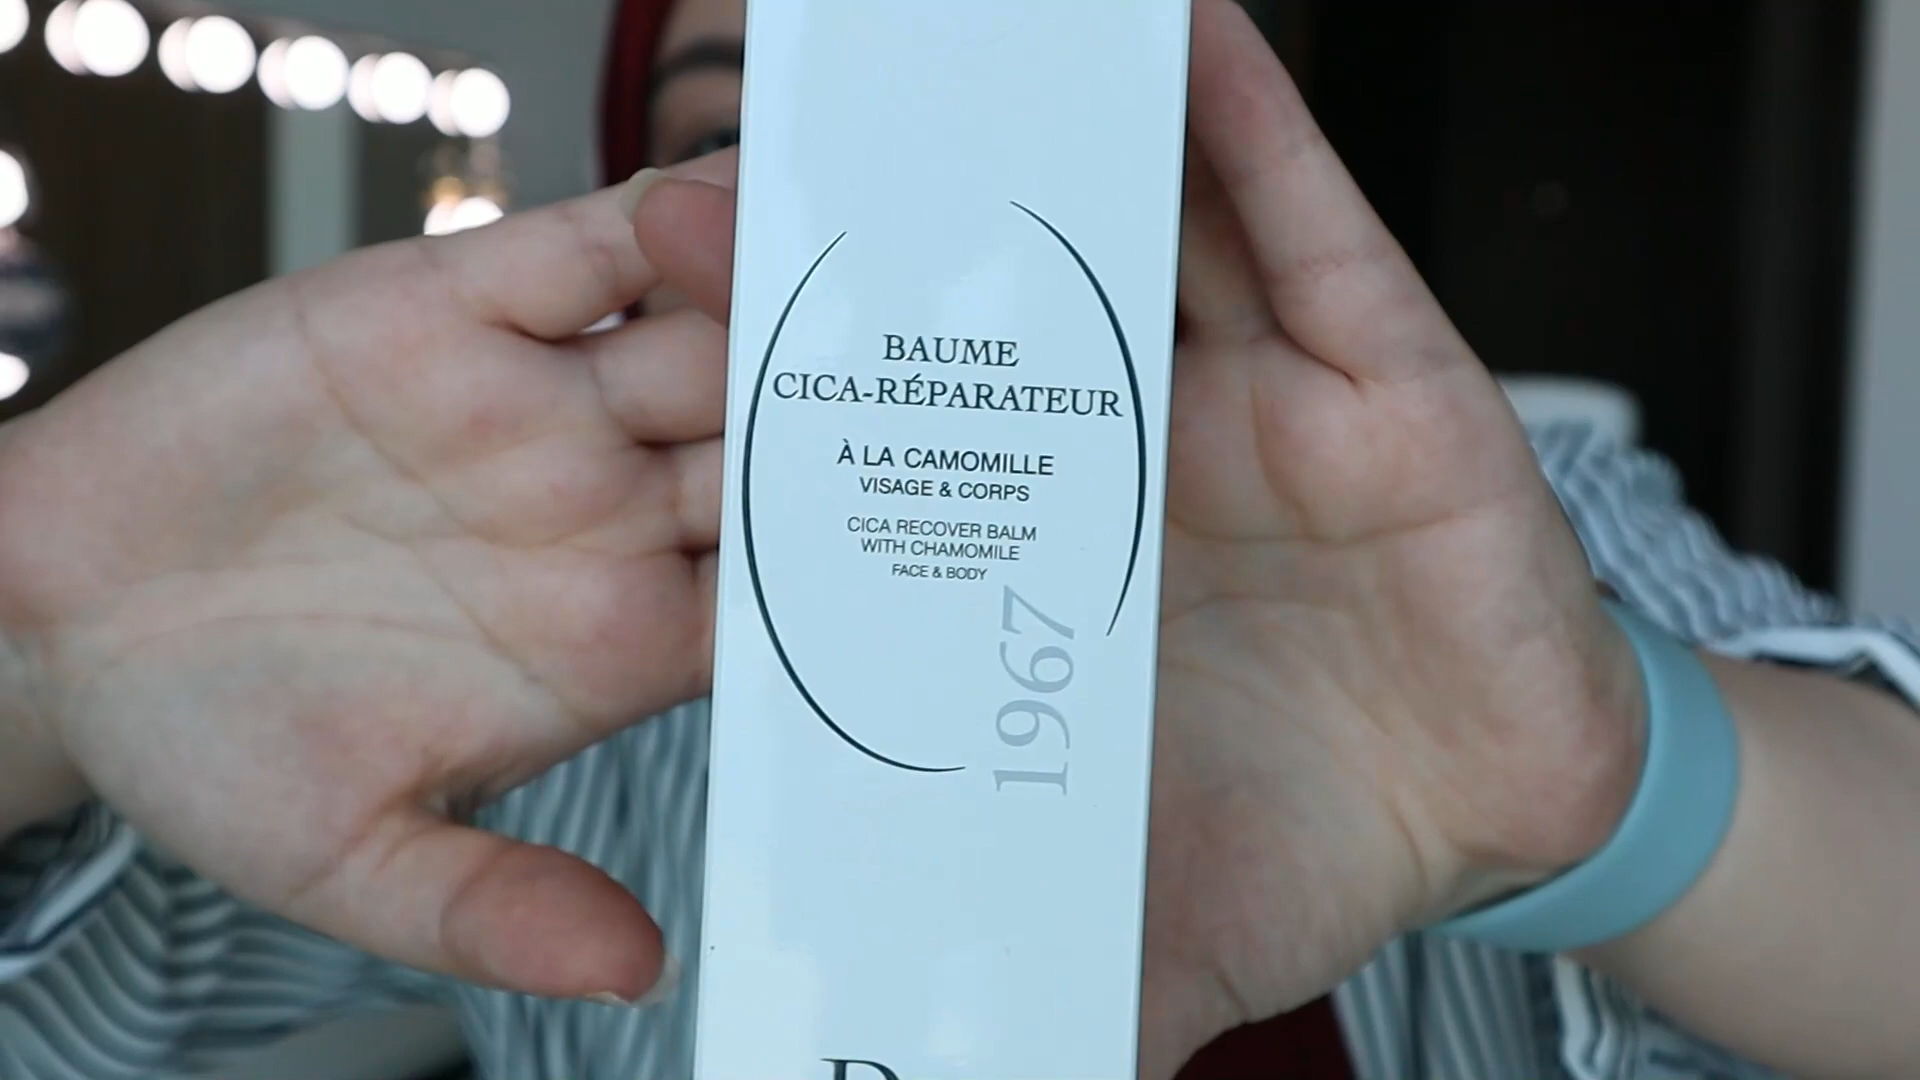 BAUME
CICA-RÉPARATEUR
À LA CAMOMILLE
VISAGE & CORPS
CICA RECOVER BALM
WITH CHAMOMILE
FACE & BODY
1967